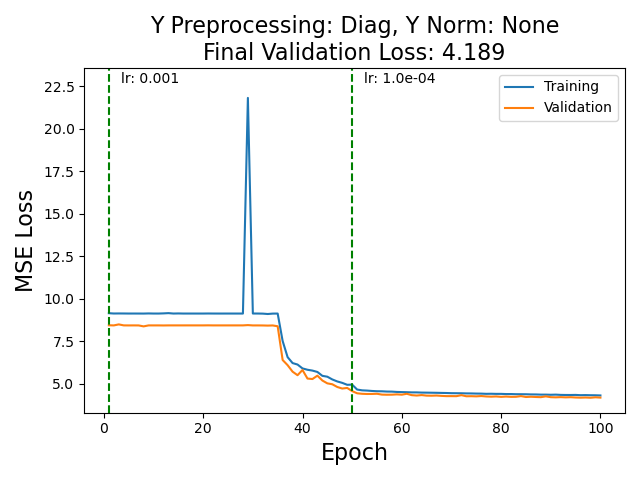 Y Preprocessing: Diag, Y Norm: None
Final Validation Loss: 4.189
lr: 0.001
lr: 1.0e-04
Training
Validation
22.5
20.0
17.5
15.0
12.5
10.0
7.5
5.0
MSE Loss
0
20
40
60
80
100
Epoch